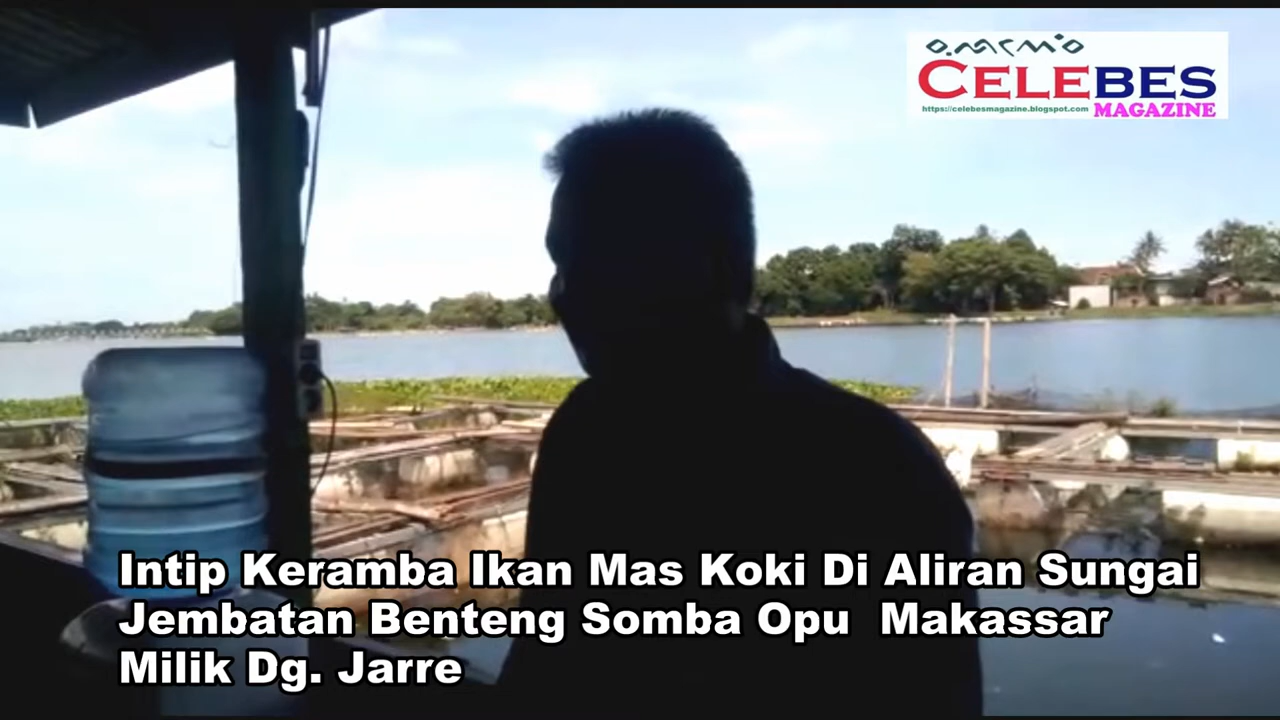 CELEBES
https://celebesmagazine.blogspot.com MAGAZINE
Intip Keramba Ikan Mas Koki Di Aliran Sungai
Jembatan Benteng Somba Opu Makassar
Milik Dg. Jarre